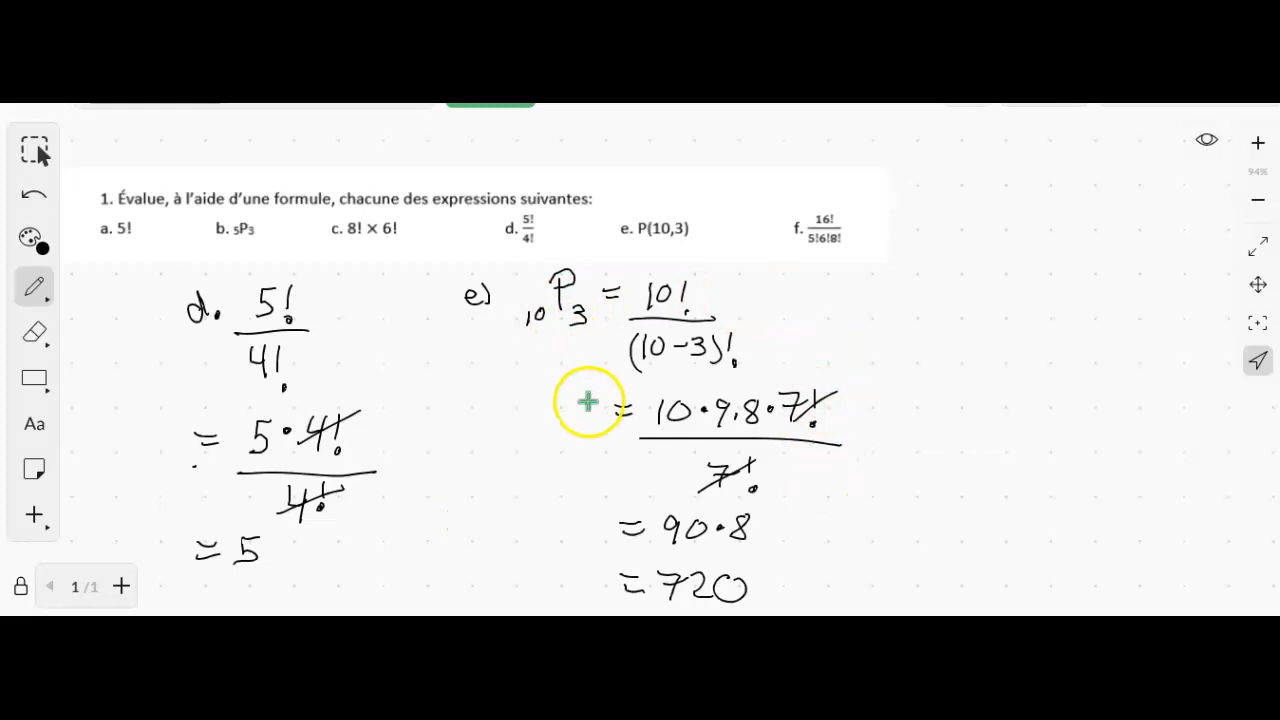 94%
1. Évalue, à l'aide d'une formule, chacune des expressions suivantes:
a. 5! b. ₅P₃ c. 8! × 6! d. 5!/4! e. P(10,3) f. 16!/5!6!8!
d. 5!/4!
= 5 · 4!/4!
= 5
e) ₁₀P₃ = 10!/(10-3)!
= 10 · 9.8 · 7!/7!
= 90 · 8
= 720
Aa
1/1